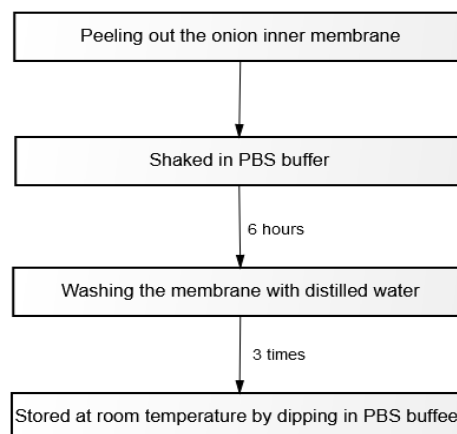 Peeling out the onion inner membrane
Shaked in PBS buffer
6 hours
Washing the membrane with distilled water
3 times
Stored at room temperature by dipping in PBS buffee